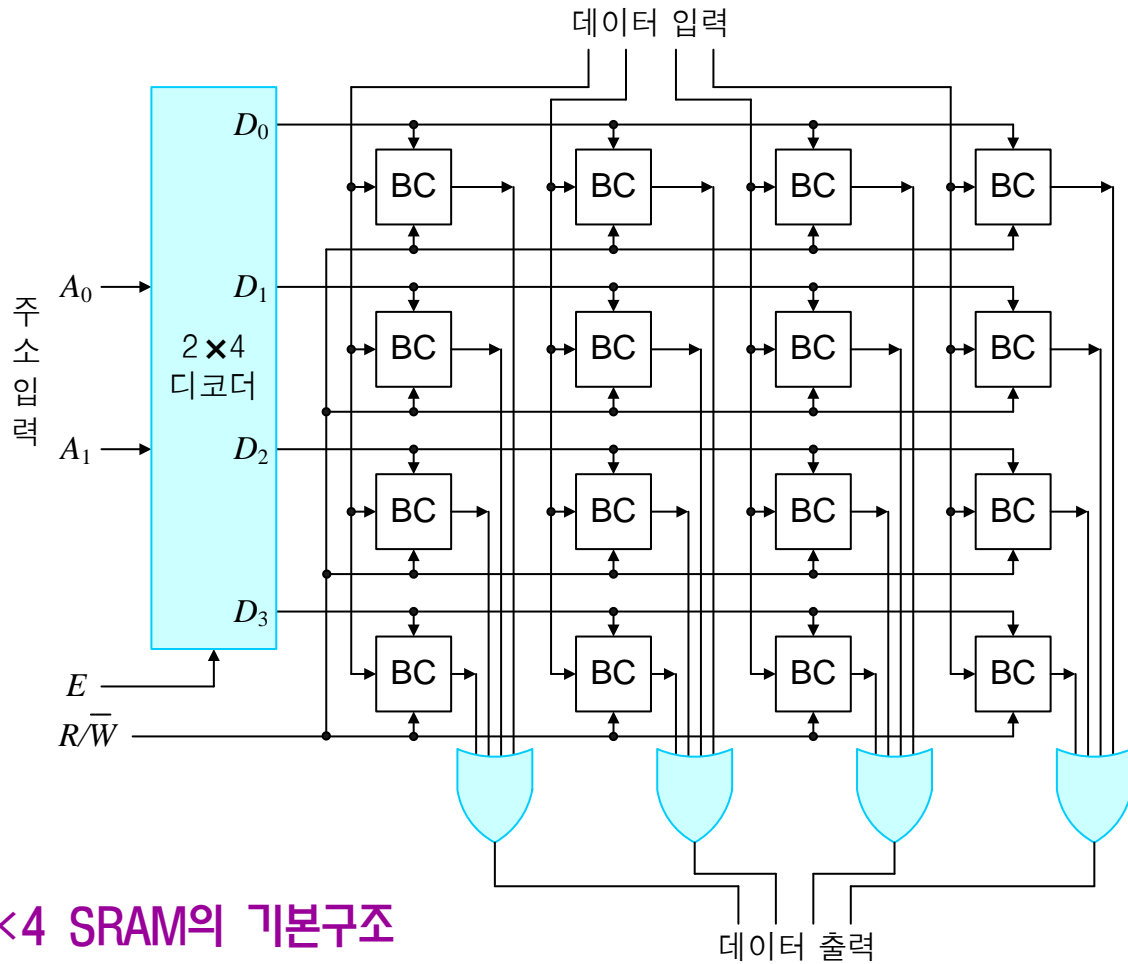 데이터 입력
D₀
BC BC BC BC
주소입력
A₀
D₁
2×4
디코더
BC BC BC BC
A₁
D₂
BC BC BC BC
D₃
BC BC BC BC
E
R/W̅
×4 SRAM의 기본구조
데이터 출력